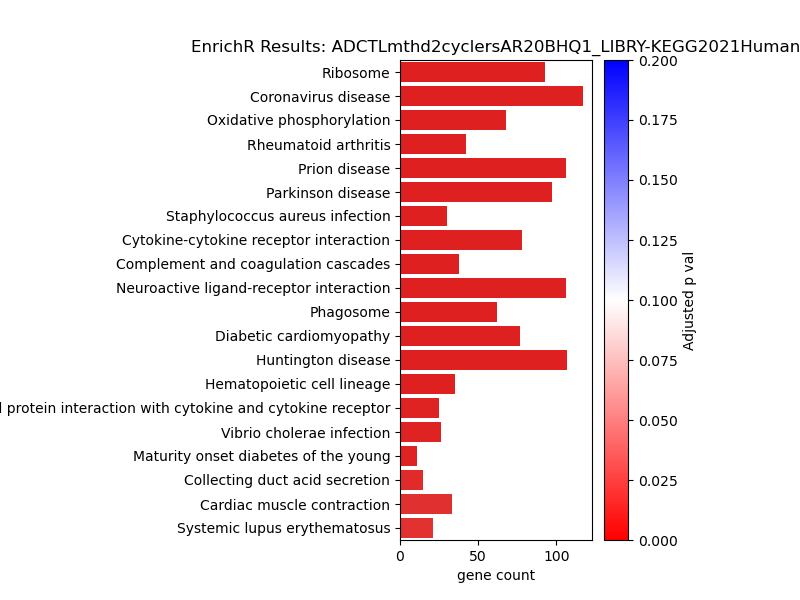 EnrichR Results: ADCTLmthd2cyclersAR20BHQ1_LIBRY-KEGG2021Human
Ribosome
Coronavirus disease
Oxidative phosphorylation
Rheumatoid arthritis
Prion disease
Parkinson disease
Staphylococcus aureus infection
Cytokine-cytokine receptor interaction
Complement and coagulation cascades
Neuroactive ligand-receptor interaction
Phagosome
Diabetic cardiomyopathy
Huntington disease
Hematopoietic cell lineage
protein interaction with cytokine and cytokine receptor
Vibrio cholerae infection
Maturity onset diabetes of the young
Collecting duct acid secretion
Cardiac muscle contraction
Systemic lupus erythematosus
0 50 100
gene count
0.200
0.175
0.150
0.125
0.100
0.075
0.050
0.025
0.000
Adjusted p val